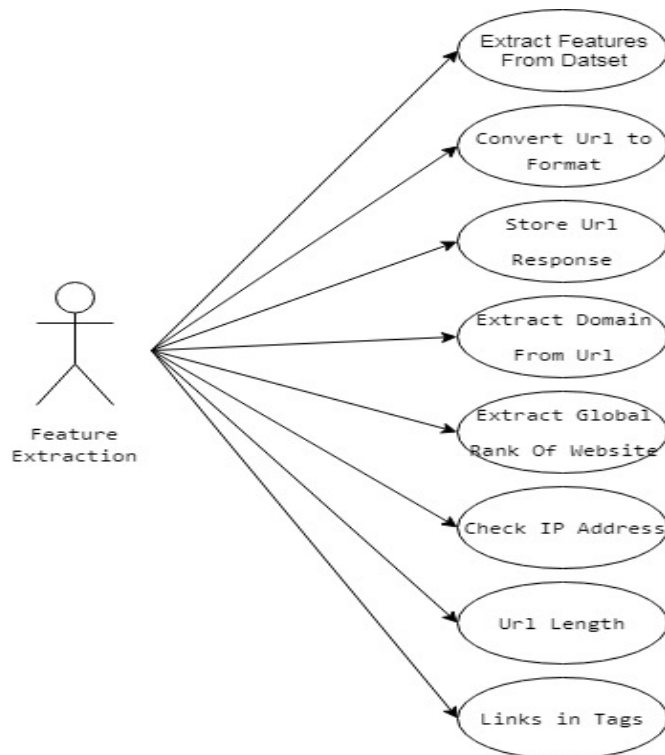 Extract Features
From Datset
Convert Url to
Format
Store Url
Response
Extract Domain
From Url
Feature
Extraction
Extract Global
Rank Of Website
Check IP Address
Url Length
Links in Tags